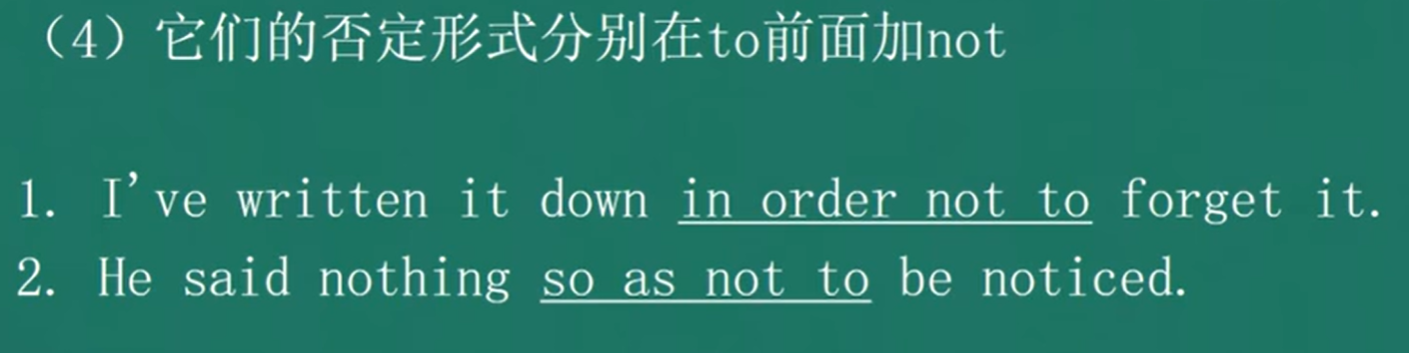 （4）它们的否定形式分别在to前面加not
1. I've written it down in order not to forget it.
2. He said nothing so as not to be noticed.